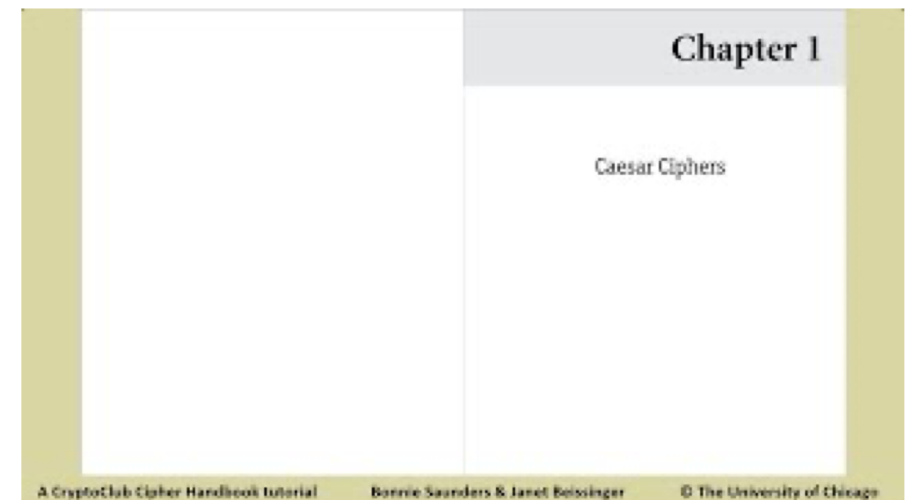 Chapter 1
Caesar Ciphers
A CryptoClub Cipher Handbook tutorial Bonnie Saunders & Janet Beissinger © The University of Chicago